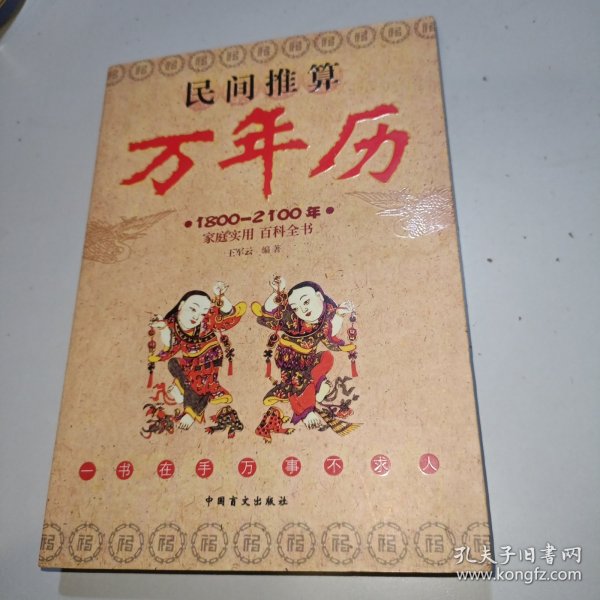 民间推算
万年历
•1800-2100年•
家庭实用 百科全书
王军云 编著
一书在手万事不求人
中国盲文出版社
孔夫子旧书网
www.kongfz.com